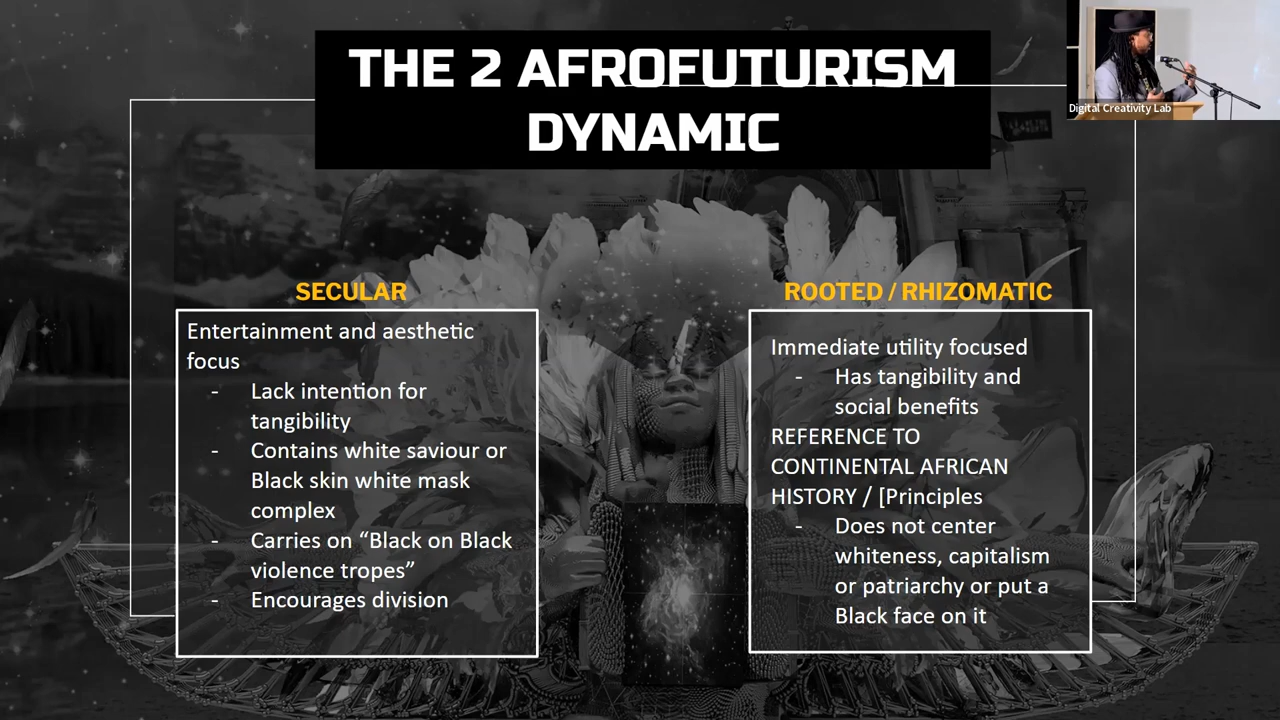 THE 2 AFROFUTURISM
DYNAMIC
Digital Creativity Lab
SECULAR
Entertainment and aesthetic
focus
- Lack intention for
tangibility
- Contains white saviour or
Black skin white mask
complex
- Carries on “Black on Black
violence tropes”
- Encourages division
ROOTED / RHIZOMATIC
Immediate utility focused
- Has tangibility and
social benefits
REFERENCE TO
CONTINENTAL AFRICAN
HISTORY / [Principles
- Does not center
whiteness, capitalism
or patriarchy or put a
Black face on it